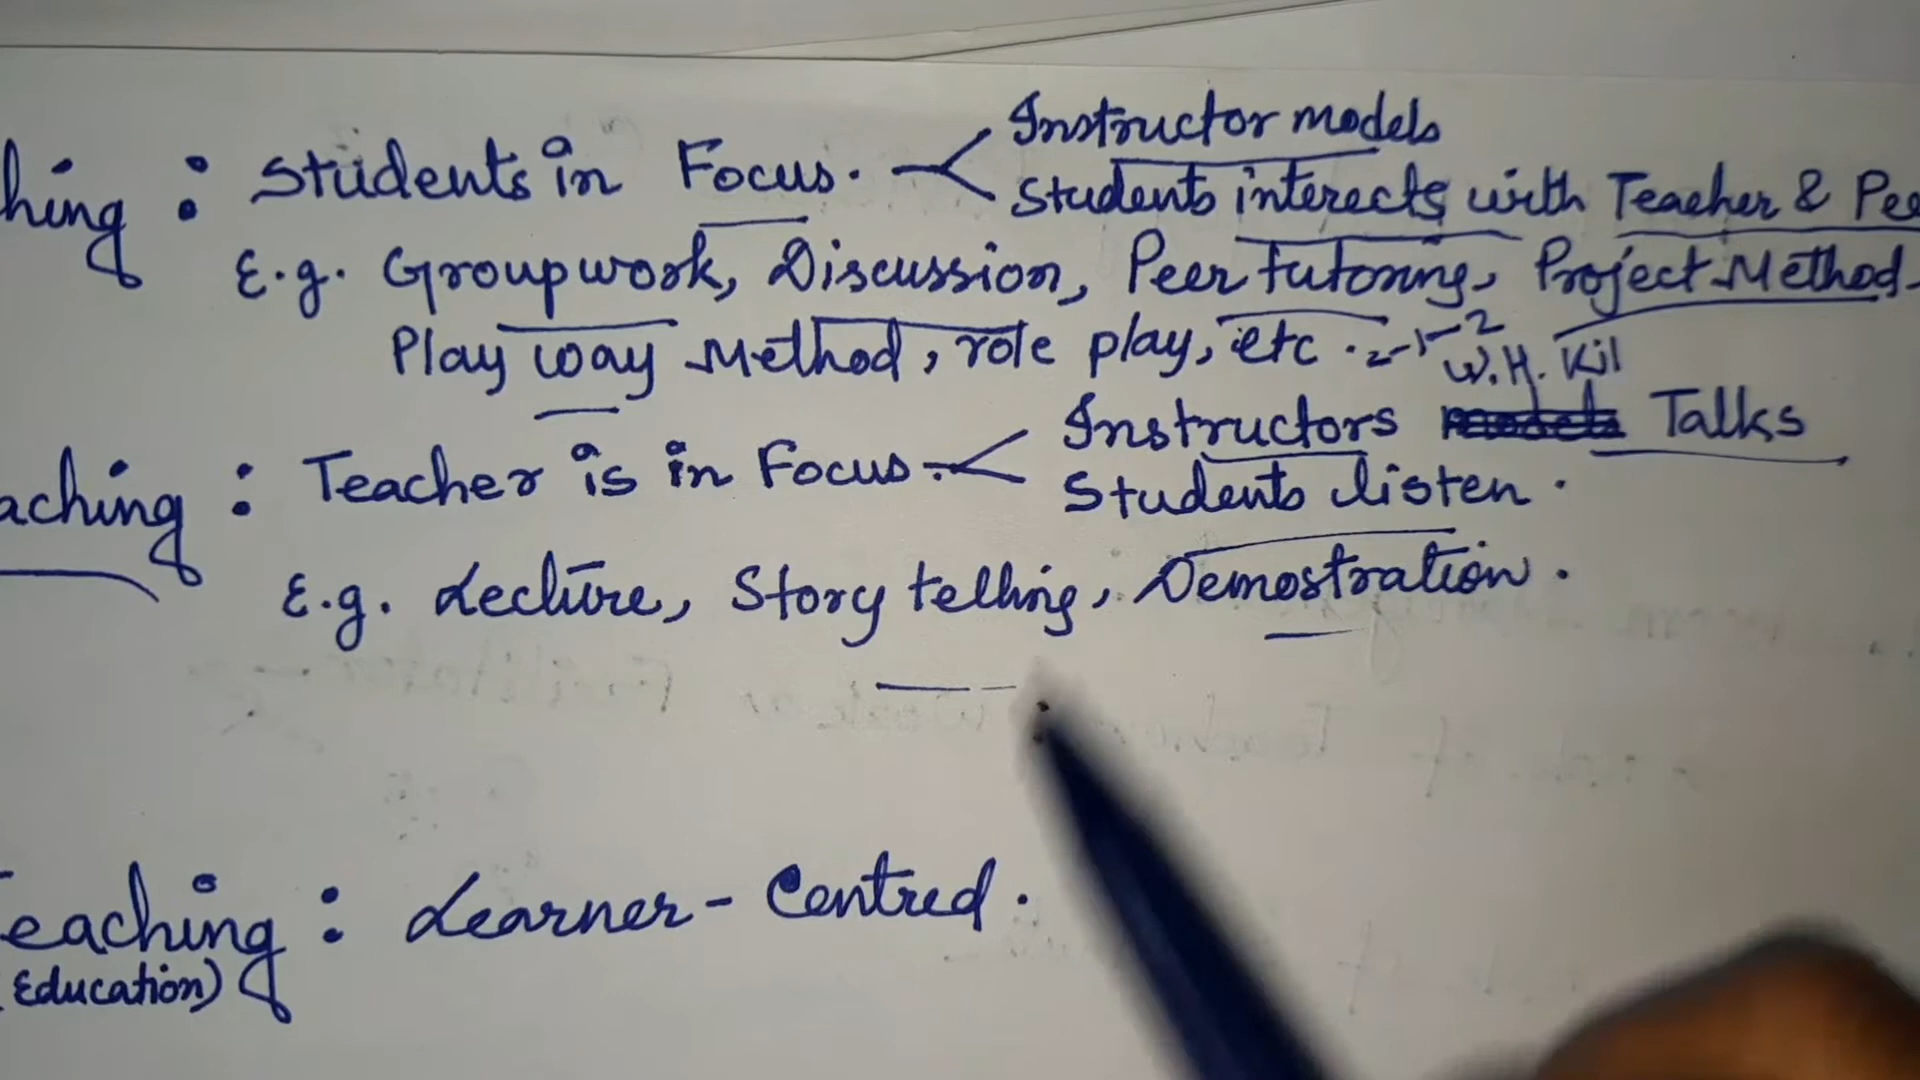 hing : Students in Focus. Instructor models
Students interects with Teacher & Pee
E.g. Groupwork, Discussion, Peer tutoring, Project Method.
Play way Method, role play, etc.
W.H. Kil
aching : Teacher is in Focus. Instructors Talks
Students listen.
E.g. Lecture, Story telling, Demostration.
eaching : Learner-Centred.
(Education)